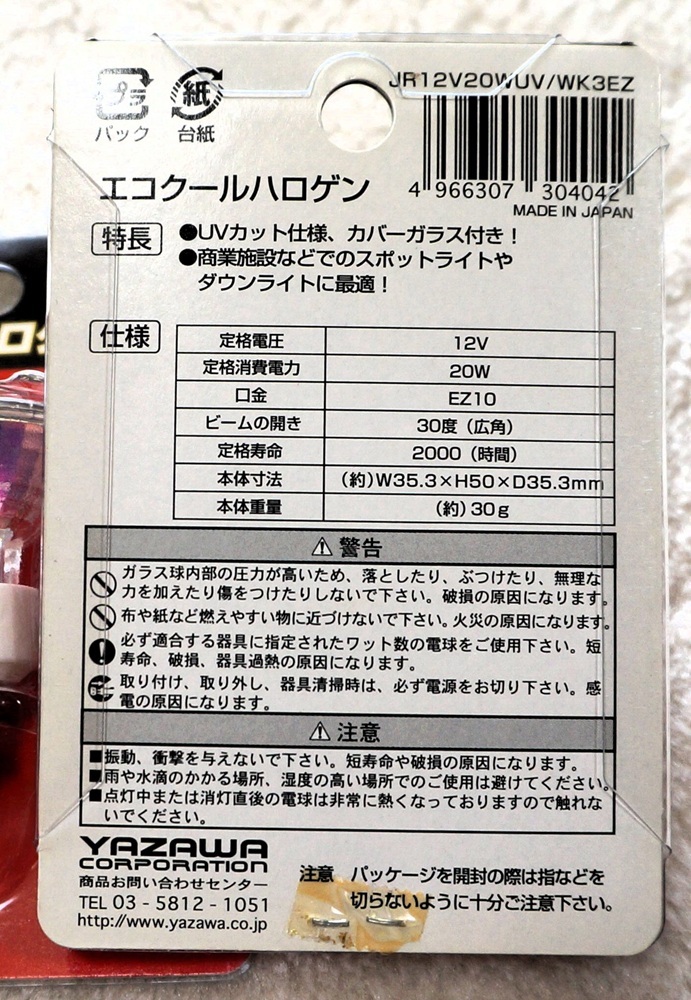 JR12V20WUV/WK3EZ
プラ 紙
パック 台紙
エコクールハロゲン
4 966307 304042
MADE IN JAPAN
特長 ●UVカット仕様、カバーガラス付き！
●商業施設などでのスポットライトや
ダウンライトに最適！
仕様
定格電圧 12V
定格消費電力 20W
口金 EZ10
ビームの開き 30度（広角）
定格寿命 2000（時間）
本体寸法 （約）W35.3×H50×D35.3mm
本体重量 （約）30g
⚠ 警告
ガラス球内部の圧力が高いため、落としたり、ぶつけたり、無理な
力を加えたり傷をつけたりしないで下さい。破損の原因になります。
布や紙など燃えやすい物に近づけないで下さい。火災の原因になります。
必ず適合する器具に指定されたワット数の電球をご使用下さい。短
寿命、破損、器具過熱の原因になります。
取り付け、取り外し、器具清掃時は、必ず電源をお切り下さい。感
電の原因になります。
⚠ 注意
■振動、衝撃を与えないで下さい。短寿命や破損の原因になります。
■雨や水滴のかかる場所、湿度の高い場所でのご使用は避けてください。
■点灯中または消灯直後の電球は非常に熱くなっておりますので触れな
いでください。
YAZAWA
CORPORATION
商品お問い合わせセンター
TEL 03-5812-1051
http://www.yazawa.co.jp
注意 パッケージを開封の際は指などを
切らないように十分ご注意下さい。